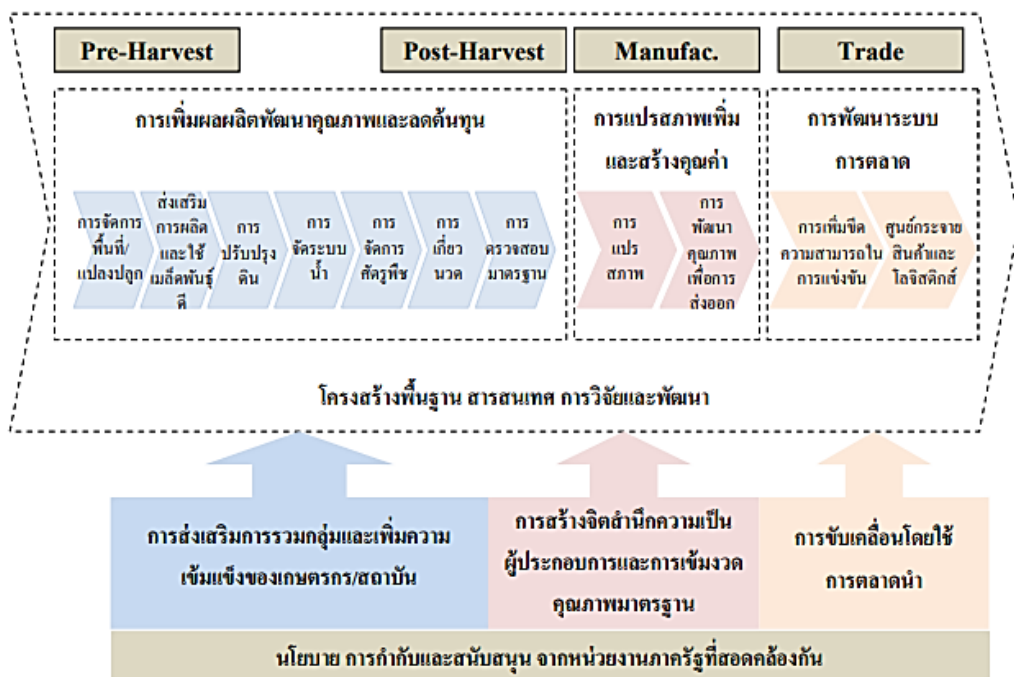 Pre-Harvest
Post-Harvest
Manufac.
Trade
การเพิ่มผลผลิตพัฒนาคุณภาพและลดต้นทุน
การแปรสภาพเพิ่ม
และสร้างคุณค่า
การพัฒนาระบบ
การตลาด
การจัดการ
พื้นที่/
แปลงปลูก
ส่งเสริม
การผลิต
และใช้
เมล็ดพันธุ์
ดี
การ
ปรับปรุง
ดิน
การ
จัดระบบ
น้ำ
การ
จัดการ
ศัตรูพืช
การ
เกี่ยว
นวด
การ
ตรวจสอบ
มาตรฐาน
การ
แปร
สภาพ
การ
พัฒนา
คุณภาพ
เพื่อการ
ส่งออก
การเพิ่มขีด
ความสามารถใน
การแข่งขัน
ศูนย์กระจาย
สินค้าและ
โลจิสติกส์
โครงสร้างพื้นฐาน สารสนเทศ การวิจัยและพัฒนา
การส่งเสริมการรวมกลุ่มและเพิ่มความ
เข้มแข็งของเกษตรกร/สถาบัน
การสร้างจิตสำนึกความเป็น
ผู้ประกอบการและการเข้มงวด
คุณภาพมาตรฐาน
การขับเคลื่อนโดยใช้
การตลาดนำ
นโยบาย การกำกับและสนับสนุน จากหน่วยงานภาครัฐที่สอดคล้องกัน